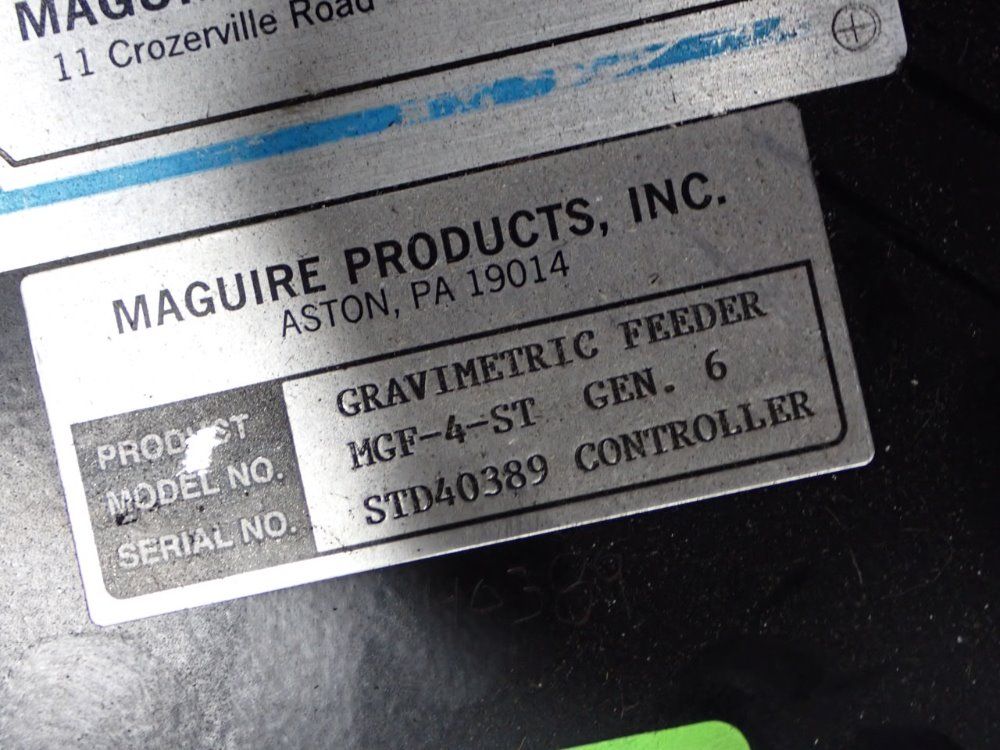 11 Crozerville Road
MAGUIRE PRODUCTS, INC.
ASTON, PA 19014
PRODUCT GRAVIMETRIC FEEDER
MODEL NO. MGF-4-ST GEN. 6
SERIAL NO. STD40389 CONTROLLER